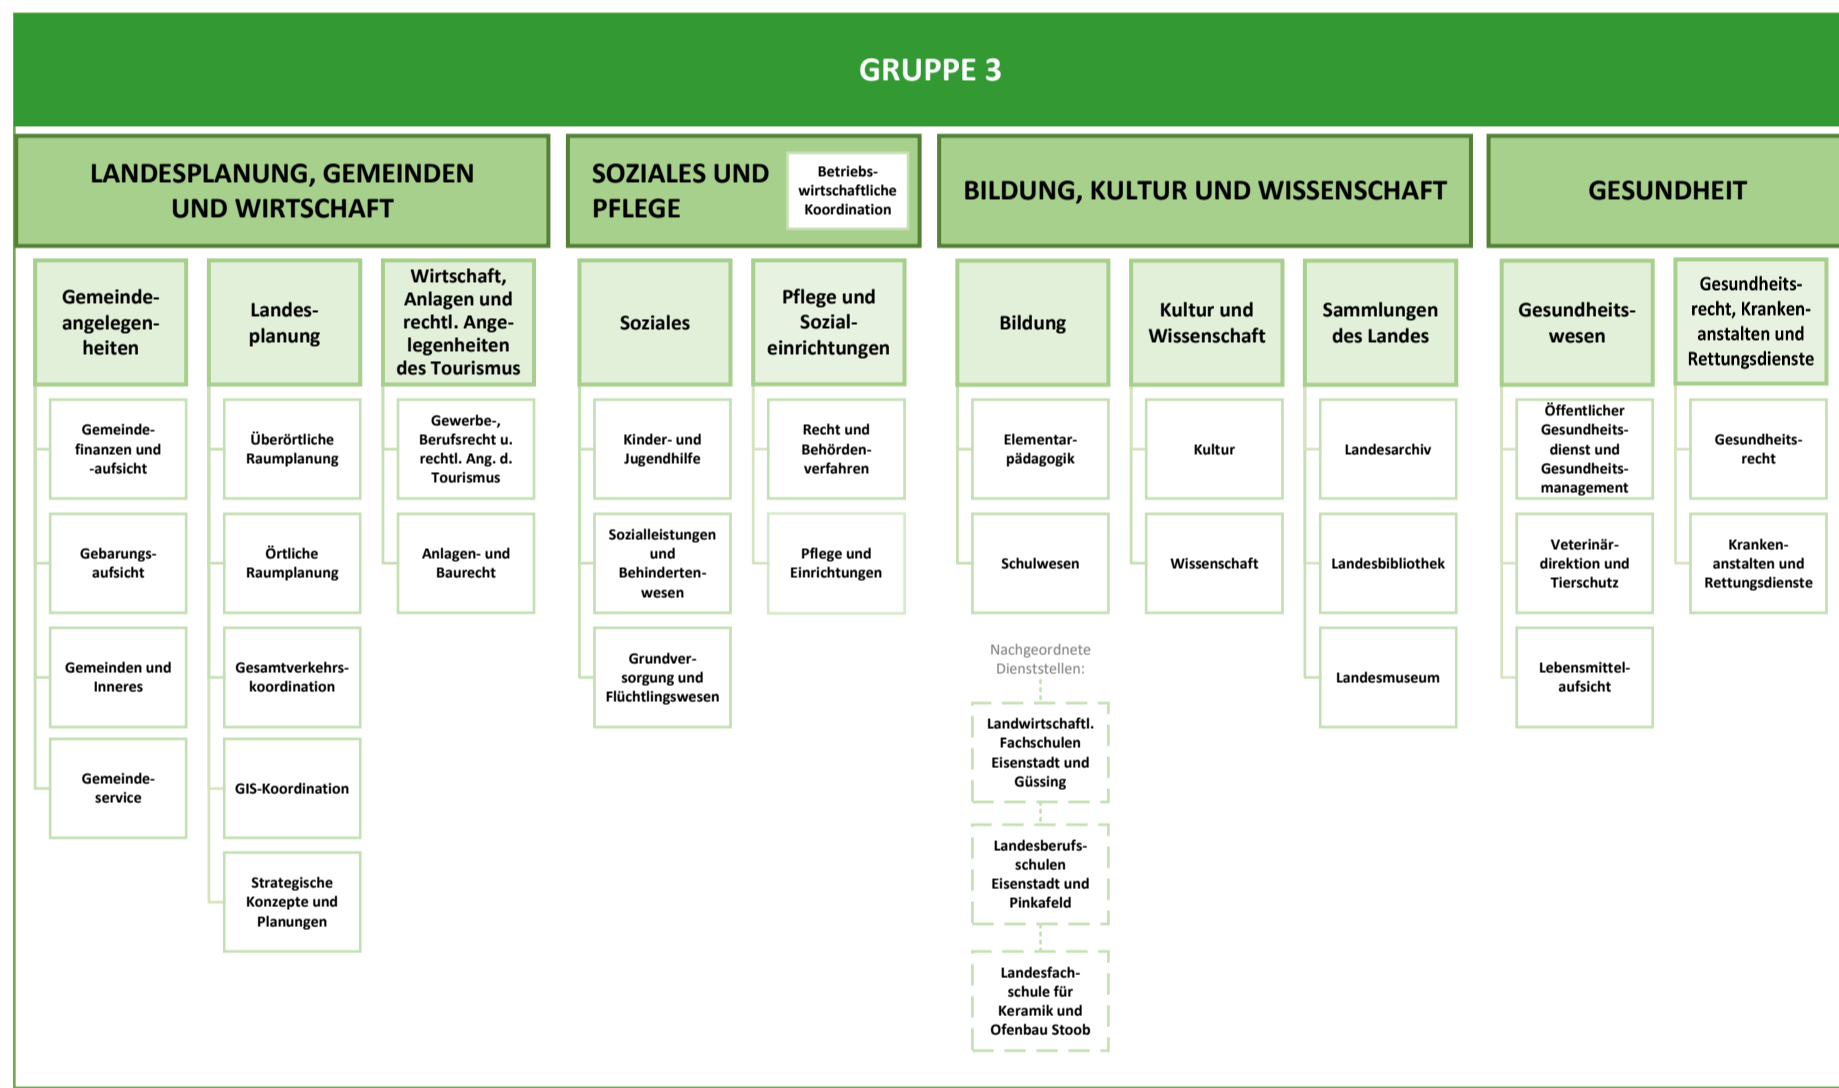 GRUPPE 3
LANDESPLANUNG, GEMEINDEN
UND WIRTSCHAFT
Gemeinde-
angelegen-
heiten
Gemeinde-
finanzen und
-aufsicht
Gebarungs-
aufsicht
Gemeinden und
Inneres
Gemeinde-
service
Landes-
planung
Überörtliche
Raumplanung
Örtliche
Raumplanung
Gesamtverkehrs-
koordination
GIS-Koordination
Strategische
Konzepte und
Planungen
Wirtschaft,
Anlagen und
rechtl. Ange-
legenheiten
des Tourismus
Gewerbe-,
Berufsrecht u.
rechtl. Ang. d.
Tourismus
Anlagen- und
Baurecht
SOZIALES UND
PFLEGE
Betriebs-
wirtschaftliche
Koordination
Soziales
Kinder- und
Jugendhilfe
Sozialleistungen
und
Behinderten-
wesen
Grundver-
sorgung und
Flüchtlingswesen
Pflege und
Sozial-
einrichtungen
Recht und
Behörden-
verfahren
Pflege und
Einrichtungen
BILDUNG, KULTUR UND WISSENSCHAFT
Bildung
Elementar-
pädagogik
Schulwesen
Nachgeordnete
Dienststellen:
Landwirtschaftl.
Fachschulen
Eisenstadt und
Güssing
Landesberufs-
schulen
Eisenstadt und
Pinkafeld
Landesfach-
schule für
Keramik und
Ofenbau Stoob
Kultur und
Wissenschaft
Kultur
Wissenschaft
Sammlungen
des Landes
Landesarchiv
Landesbibliothek
Landesmuseum
GESUNDHEIT
Gesundheits-
wesen
Öffentlicher
Gesundheits-
dienst und
Gesundheits-
management
Veterinär-
direktion und
Tierschutz
Lebensmittel-
aufsicht
Gesundheits-
recht, Kranken-
anstalten und
Rettungsdienste
Gesundheits-
recht
Kranken-
anstalten und
Rettungsdienste